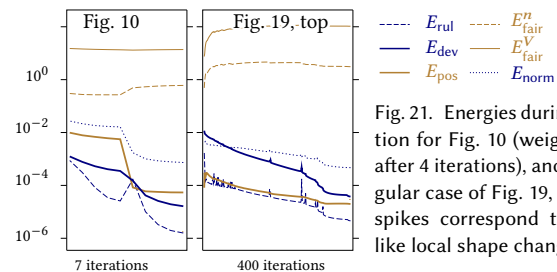 Fig. 10
Fig. 19, top
10^0
10^-2
10^-4
10^-6
7 iterations
400 iterations
E_rul
E_dev
E_pos
E^n_fair
E^V_fair
E_norm
Fig. 21. Energies durin
tion for Fig. 10 (weig
after 4 iterations), and
gular case of Fig. 19,
spikes correspond t
like local shape chang